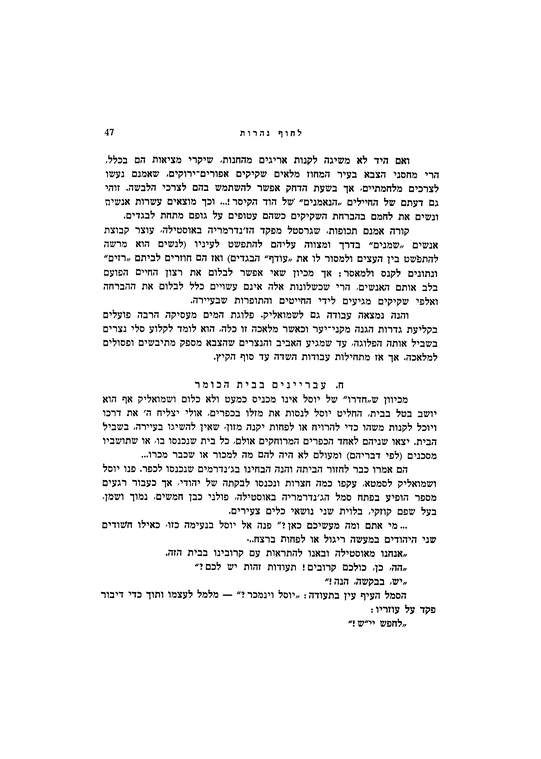 לחוף נהרות 47
ואם היד לא משיגה לקנות אריגים מהחנות, שיקרי מציאות הם בכלל.
הרי מחסני הצבא בעיר המחוז מלאים שקיקים אפורים־ירוקים, שאמנם נעשו
לצרכים מלחמתיים, אך בשעת הדחק אפשר להשתמש בהם לצרכי הלבשה. זוהי
גם דעתם של החיילים „הנאמנים״ של הוד הקיסר !... וכך מוצאים עשרות אנשים
ונשים את לחמם בהברחת השקיקים כשהם עטופים על גופם מתחת לבגדים.
קורה אמנם תכופות, שגרסטל מפקד הז׳נדרמריה באוסטילה, עוצר קבוצת
אנשים „שמנים״ בדרך ומצווה עליהם להתפשט לעיניו (לנשים הוא מרשה
להתפשט בין העצים ולמסור לו את „עודף״ הבגדים) ואז הם חוזרים לביתם „רזים״
ונתונים לקנס ולמאסר ; אך מכיון שאי אפשר לבלום את רצון החיים הפועם
בלב אותם האנשים, הרי שכשלונות אלה אינם עשויים כלל לבלום את ההברחה
ואלפי שקיקים מגיעים לידי החייטים והתופרות שבעיירה.
והנה נמצאה עבודה גם לשמואליק. פלוגת המים מעסיקה הרבה פועלים
בקליעת גדרות הגנה מקני־יער וכאשר מלאכה זו כלה, הוא לומד לקלוע סלי נצרים
בשביל אותה הפלוגה, עד שמגיע האביב והנצרים שהצבא מספק מתיבשים ופסולים
למלאכה, אך אז מתחילות עבודות השדה עד סוף הקיץ.
ח. עבריינים בבית הכומר
מכיוון ש„חדרו״ של יוסל אינו מכניס כמעט ולא כלום ושמואליק אף הוא
יושב בטל בבית, החליט יוסל לנסות את מזלו בכפרים, אולי יצליח ה׳ את דרכו
ויוכל לקנות משהו כדי להרויח או לפחות יקנה מזון, שאין להשיגו בעיירה, בשביל
הבית. יצאו שניהם לאחד הכפרים המרוחקים אולם, כל בית שנכנסו בו, או שתושביו
מסכנים (לפי דבריהם) ומעולם לא היה להם מה למכור או שכבר מכרו...
הם אמרו כבר לחזור הביתה והנה הבחינו בג׳נדרמים שנכנסו לכפר. פנו יוסל
ושמואליק לסמטא, עקפו כמה חצרות ונכנסו לבקתה של יהודי, אך כעבור רגעים
מספר הופיע בפתח סמל הג׳נדרמריה באוסטילה, פולני כבן חמשים, נמוך ושמן,
בעל שפם קוזקי, בלוית שני נושאי כלים צעירים.
„... מי אתם ומה מעשיכם כאן ?״ פנה אל יוסל בנעימה כזו, כאילו חשודים
שני היהודים במעשה ריגול או לפחות ברצח..
„אנחנו מאוסטילה ובאנו להתראות עם קרובינו בבית הזה.
„הה, כן, כולכם קרובים ! תעודות זהות יש לכם ?״
„יש, בבקשה, הנה !״
הסמל העיף עין בתעודה : „יוסל וינמכר ?״ — מלמל לעצמו ותוך כדי דיבור
פקד על עוזריו :
„לחפש יי״ש !״